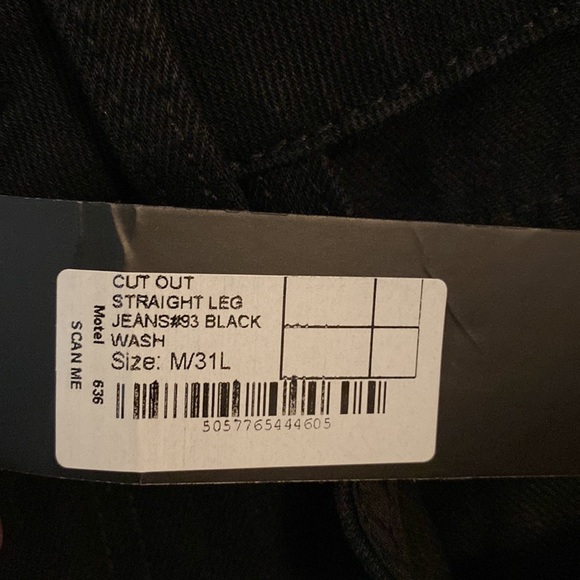 CUT OUT
STRAIGHT LEG
JEANS#93 BLACK
WASH
Size: M/31L
5057765444605
Motel 636
SCAN ME